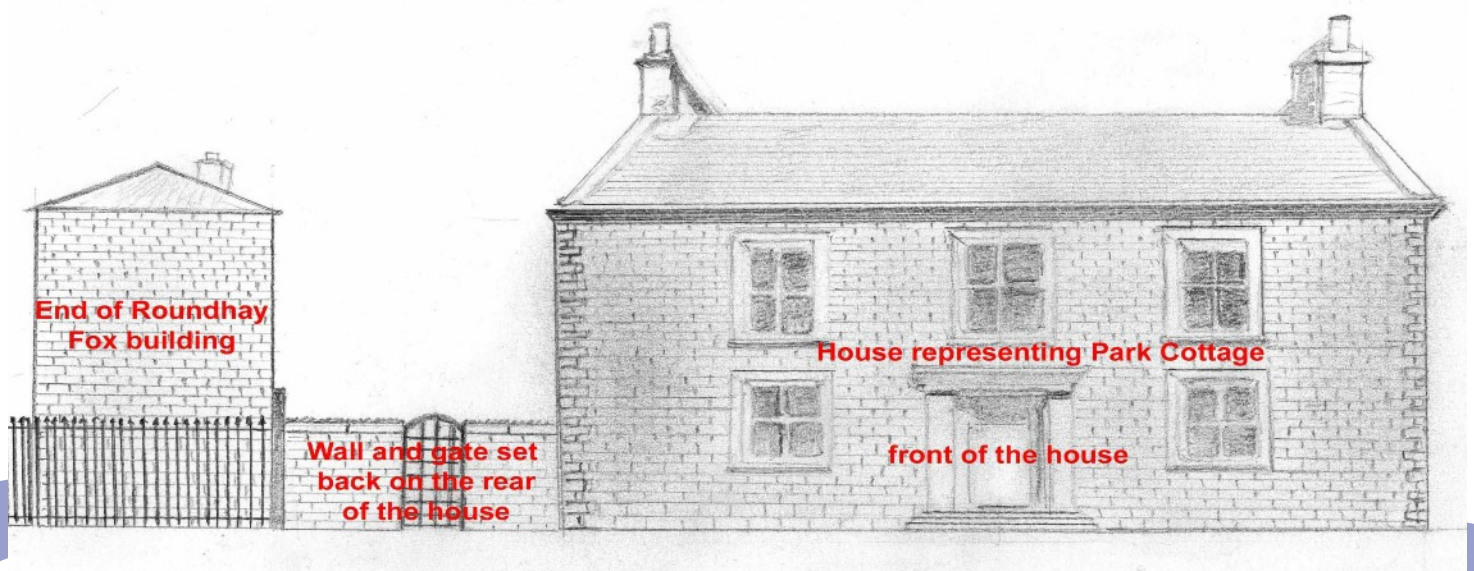 End of Roundhay
Fox building
Wall and gate set
back on the rear
of the house
House representing Park Cottage
front of the house